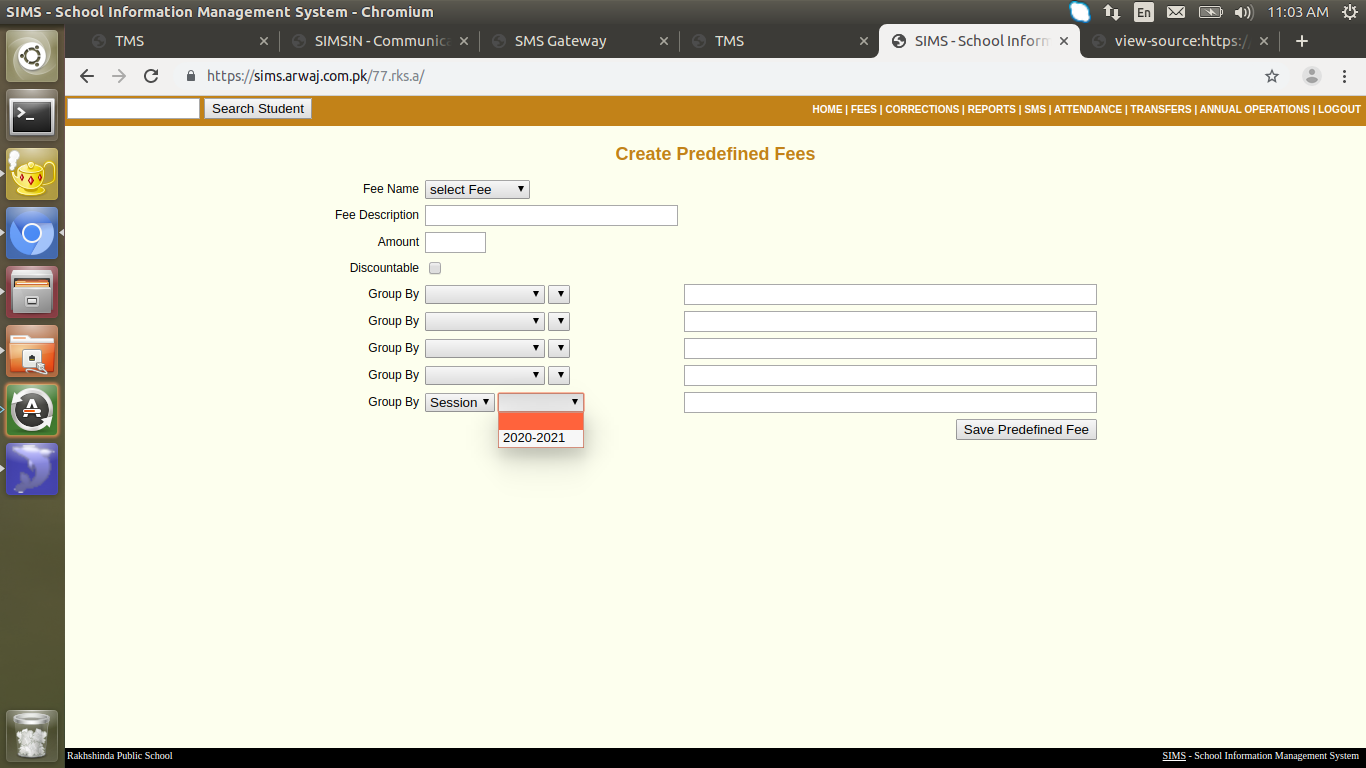 SIMS - School Information Management System - Chromium
En
11:03 AM
TMS
SIMS!N - Communica
SMS Gateway
TMS
SIMS - School Inform
view-source:https:/
https://sims.arwaj.com.pk/77.rks.a/
Search Student
HOME | FEES | CORRECTIONS | REPORTS | SMS | ATTENDANCE | TRANSFERS | ANNUAL OPERATIONS | LOGOUT
Create Predefined Fees
Fee Name select Fee
Fee Description
Amount
Discountable
Group By
Group By
Group By
Group By
Group By Session
2020-2021
Save Predefined Fee
Rakhshinda Public School
SIMS - School Information Management System